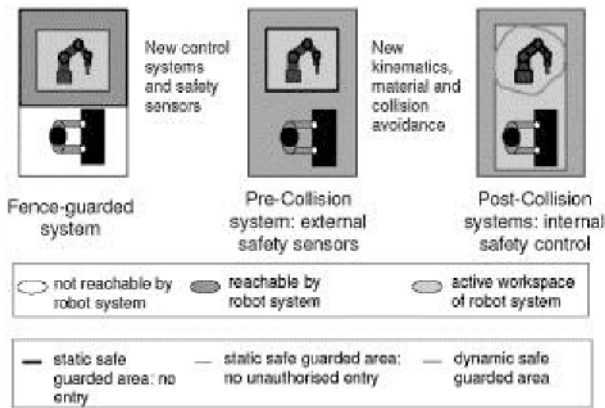 New control
systems
and safety
sensors
New
kinematics,
material and
collision
avoidance
Fence-guarded
system
Pre-Collision
system: external
safety sensors
Post-Collision
systems: internal
safety control
not reachable by
robot system
reachable by
robot system
active workspace
of robot system
static safe
guarded area: no
entry
static safe guarded area:
no unauthorised entry
dynamic safe
guarded area